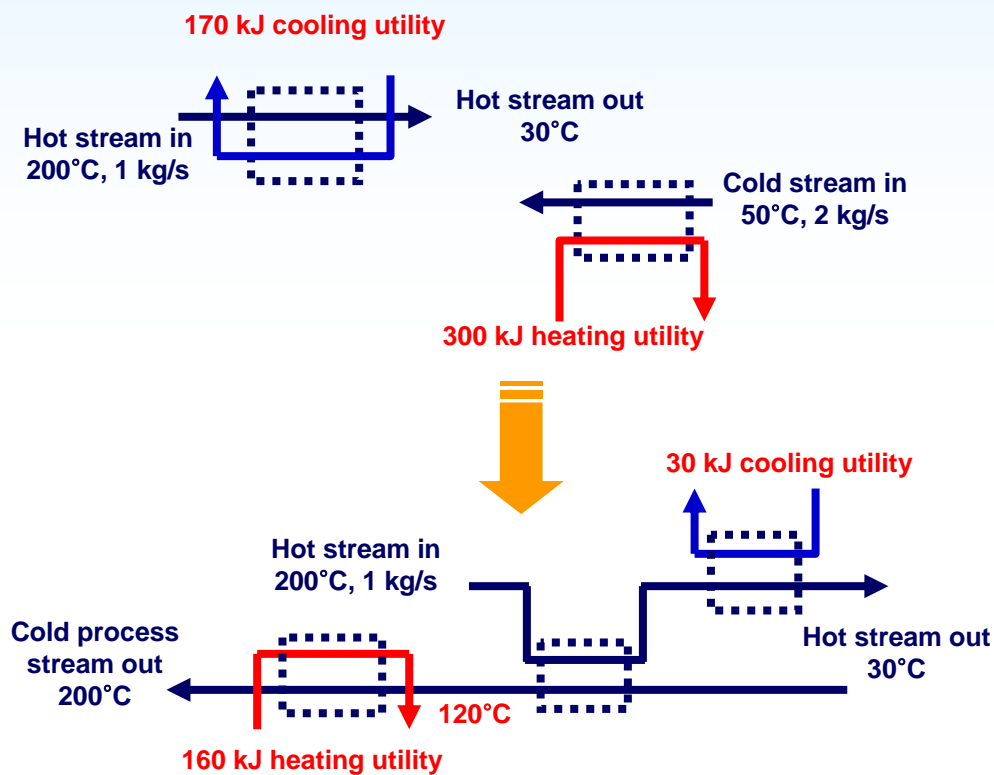 170 kJ cooling utility
Hot stream in
200°C, 1 kg/s
Hot stream out
30°C
Cold stream in
50°C, 2 kg/s
300 kJ heating utility
30 kJ cooling utility
Hot stream in
200°C, 1 kg/s
Cold process
stream out
200°C
Hot stream out
30°C
120°C
160 kJ heating utility